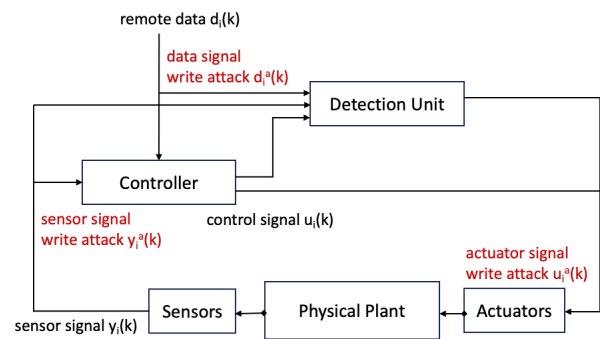 remote data dᵢ(k)
data signal
write attack dᵢᵃ(k)
Detection Unit
Controller
control signal uᵢ(k)
sensor signal
write attack yᵢᵃ(k)
actuator signal
write attack uᵢᵃ(k)
Sensors
Physical Plant
Actuators
sensor signal yᵢ(k)